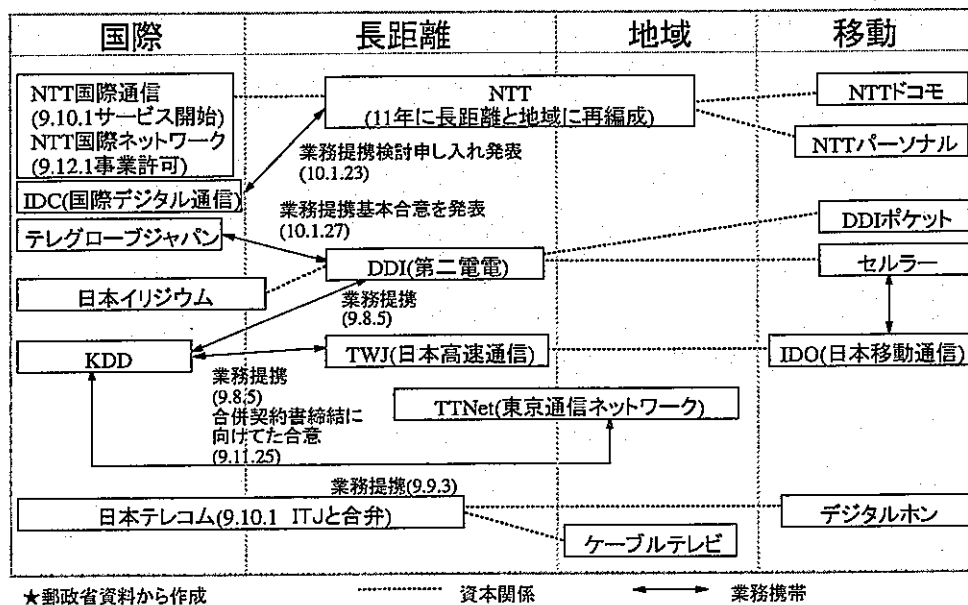 国際 長距離 地域 移動
NTT国際通信
(9.10.1サービス開始)
NTT国際ネットワーク
(9.12.1事業許可)
NTT
(11年に長距離と地域に再編成)
NTTドコモ
NTTパーソナル
業務提携検討申し入れ発表
(10.1.23)
IDC(国際デジタル通信)
業務提携基本合意を発表
(10.1.27)
テレグローブジャパン
DDI(第二電電)
DDIポケット
セルラー
日本イリジウム
業務提携
(9.8.5)
KDD
TWJ(日本高速通信)
IDO(日本移動通信)
業務提携
(9.8.5)
合併契約書締結に
向けてた合意
(9.11.25)
TTNet(東京通信ネットワーク)
業務提携(9.9.3)
日本テレコム(9.10.1 ITJと合弁)
デジタルホン
ケーブルテレビ
★郵政省資料から作成 資本関係 業務携帯